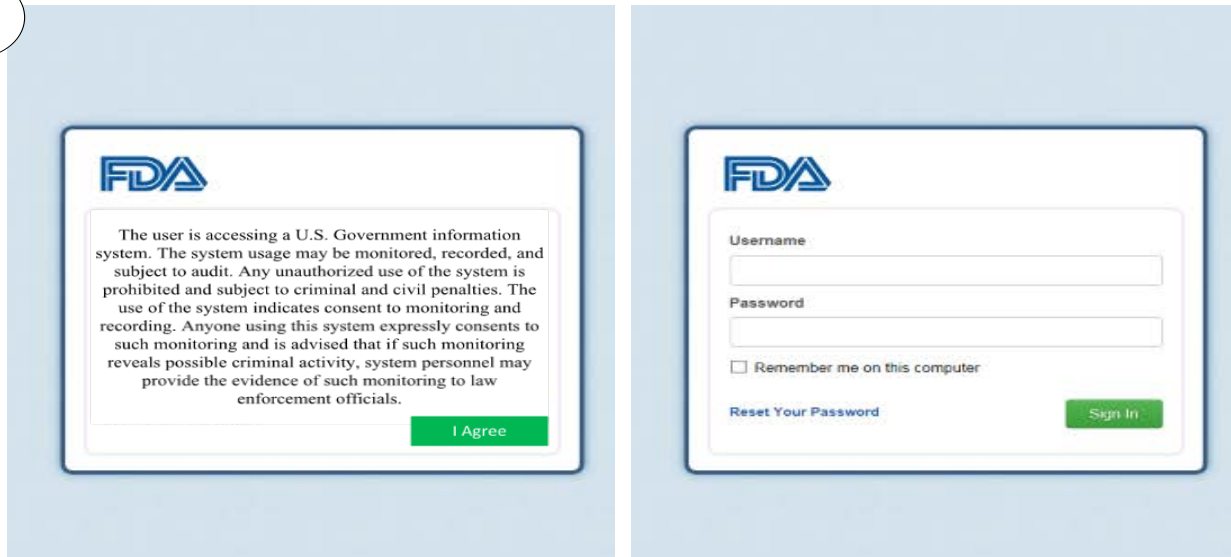 FDA
The user is accessing a U.S. Government information
system. The system usage may be monitored, recorded, and
subject to audit. Any unauthorized use of the system is
prohibited and subject to criminal and civil penalties. The
use of the system indicates consent to monitoring and
recording. Anyone using this system expressly consents to
such monitoring and is advised that if such monitoring
reveals possible criminal activity, system personnel may
provide the evidence of such monitoring to law
enforcement officials.
I Agree
FDA
Username
Password
Remember me on this computer
Reset Your Password
Sign In